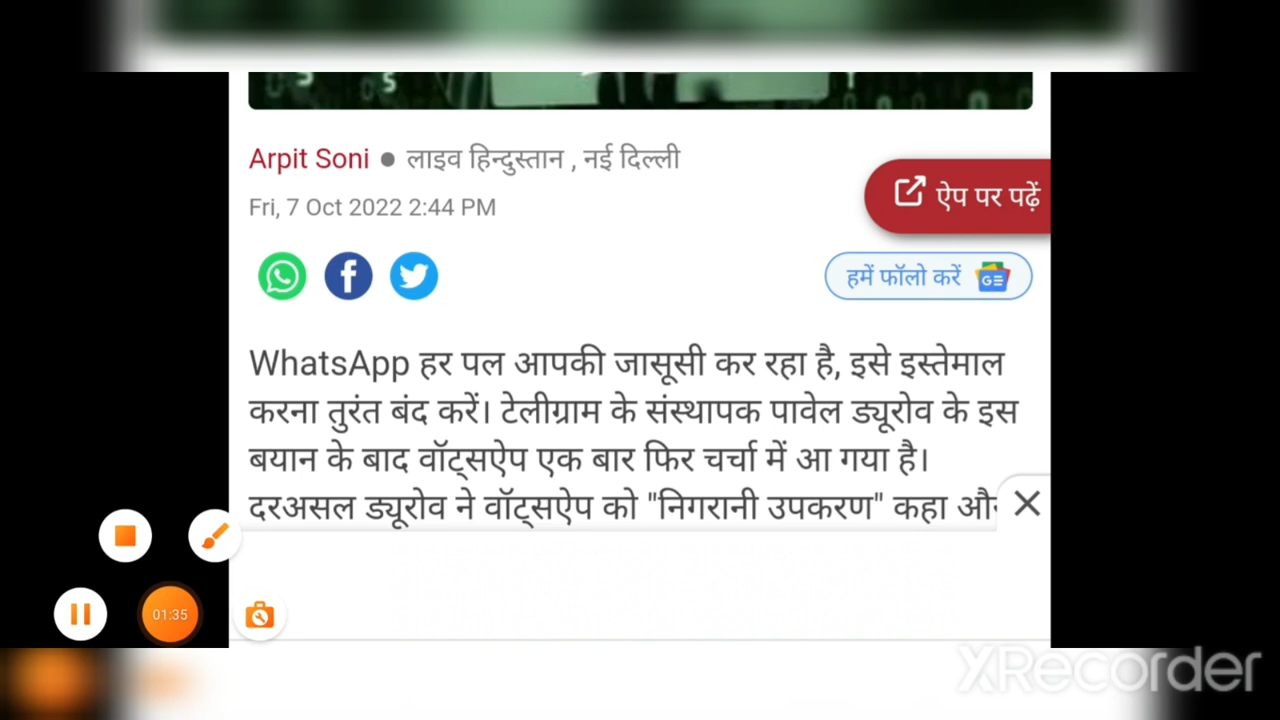 Arpit Soni ● लाइव हिन्दुस्तान , नई दिल्ली
Fri, 7 Oct 2022 2:44 PM
ऐप पर पढ़ें
हमें फॉलो करें GE
WhatsApp हर पल आपकी जासूसी कर रहा है, इसे इस्तेमाल
करना तुरंत बंद करें। टेलीग्राम के संस्थापक पावेल ड्यूरोव के इस
बयान के बाद वॉट्सऐप एक बार फिर चर्चा में आ गया है।
दरअसल ड्यूरोव ने वॉट्सऐप को "निगरानी उपकरण" कहा
01:35
XRecorder